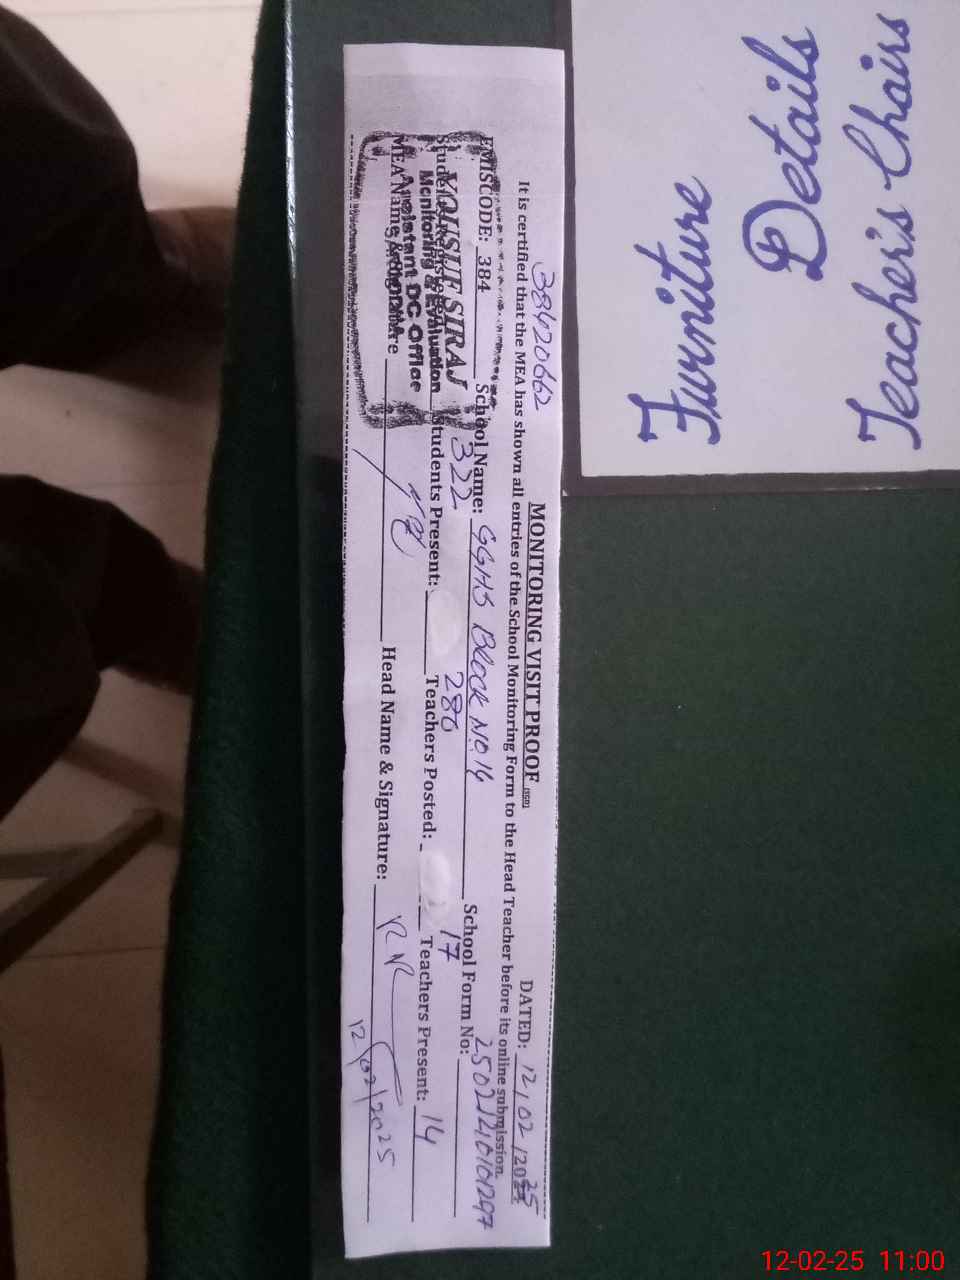 Furniture
Details
Teacher's Chairs
MONITORING VISIT PROOF
DATED: 12/02/2025
It is certified that the MEA has shown all entries of the School Monitoring Form to the Head Teacher before its online submission.
38420662
EMISCODE: 384 School Name: GGHS BLOCK NO.14 School Form No: 25021210101297
322 Students Present: 280 Teachers Posted: 17 Teachers Present: 14
MEA Name & Signature Head Name & Signature:
12/02/2025
YOUSUF SIRAJ
Monitoring & Evaluation
Assistant DC Office
12-02-25 11:00